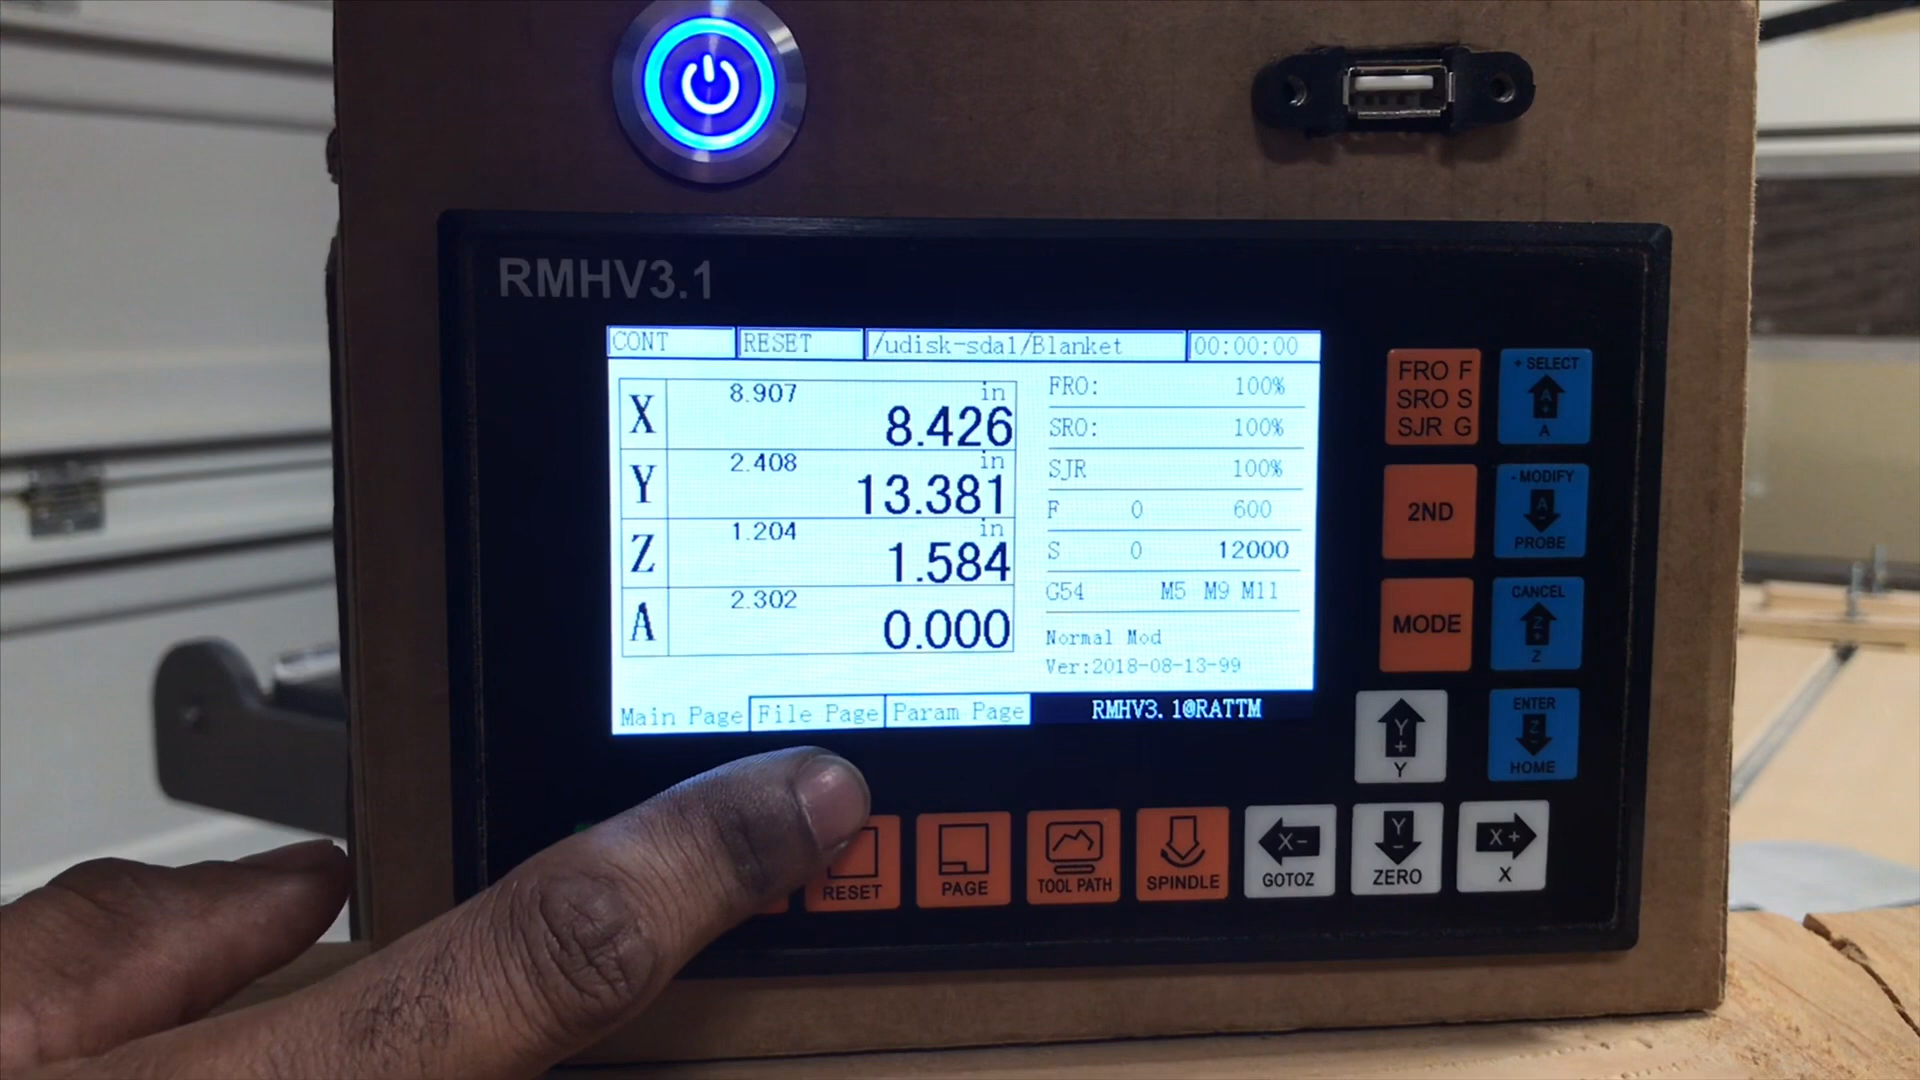 RMHV3.1
CONT RESET /udisk-sda1/Blanket 00:00:00
X 8.907 in 8.426
Y 2.408 in 13.381
Z 1.204 in 1.584
A 2.302 0.000
FRO: 100%
SRO: 100%
SJR 100%
F 0 600
S 0 12000
G54 M5 M9 M11
Normal Mod
Ver:2018-08-13-99
Main Page File Page Param Page RMHV3.1@RATTM
FRO F
SRO S
SJR G
+ SELECT
A+
A
2ND
- MODIFY
A-
PROBE
MODE
CANCEL
Z+
Z
Y+
Y
ENTER
Z-
HOME
RESET
PAGE
TOOL PATH
SPINDLE
X-
GOTOZ
Y-
ZERO
X+
X